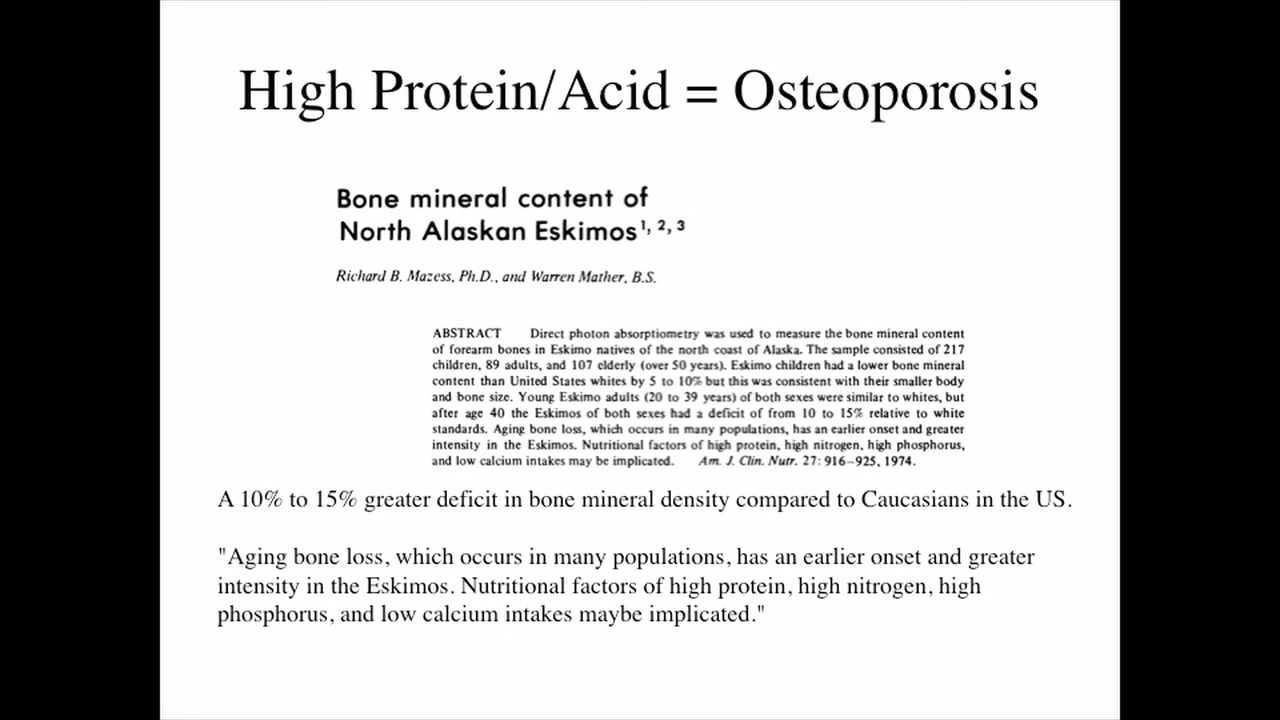 High Protein/Acid = Osteoporosis
Bone mineral content of
North Alaskan Eskimos1, 2, 3
Richard B. Mazess, Ph.D., and Warren Mather, B.S.
ABSTRACT Direct photon absorptiometry was used to measure the bone mineral content
of forearm bones in Eskimo natives of the north coast of Alaska. The sample consisted of 217
children, 89 adults, and 107 elderly (over 50 years). Eskimo children had a lower bone mineral
content than United States whites by 5 to 10% but this was consistent with their smaller body
and bone size. Young Eskimo adults (20 to 39 years) of both sexes were similar to whites, but
after age 40 the Eskimos of both sexes had a deficit of from 10 to 15% relative to white
standards. Aging bone loss, which occurs in many populations, has an earlier onset and greater
intensity in the Eskimos. Nutritional factors of high protein, high nitrogen, high phosphorus,
and low calcium intakes may be implicated. Am. J. Clin. Nutr. 27: 916–925, 1974.
A 10% to 15% greater deficit in bone mineral density compared to Caucasians in the US.
"Aging bone loss, which occurs in many populations, has an earlier onset and greater
intensity in the Eskimos. Nutritional factors of high protein, high nitrogen, high
phosphorus, and low calcium intakes maybe implicated."